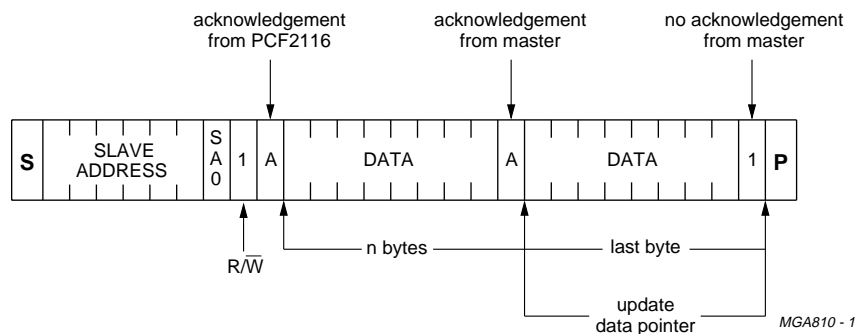 acknowledgement
from PCF2116
acknowledgement
from master
no acknowledgement
from master
S
SLAVE
ADDRESS
S
A
0
1
A
DATA
A
DATA
1
P
R/W̅
n bytes
last byte
update
data pointer
MGA810 - 1